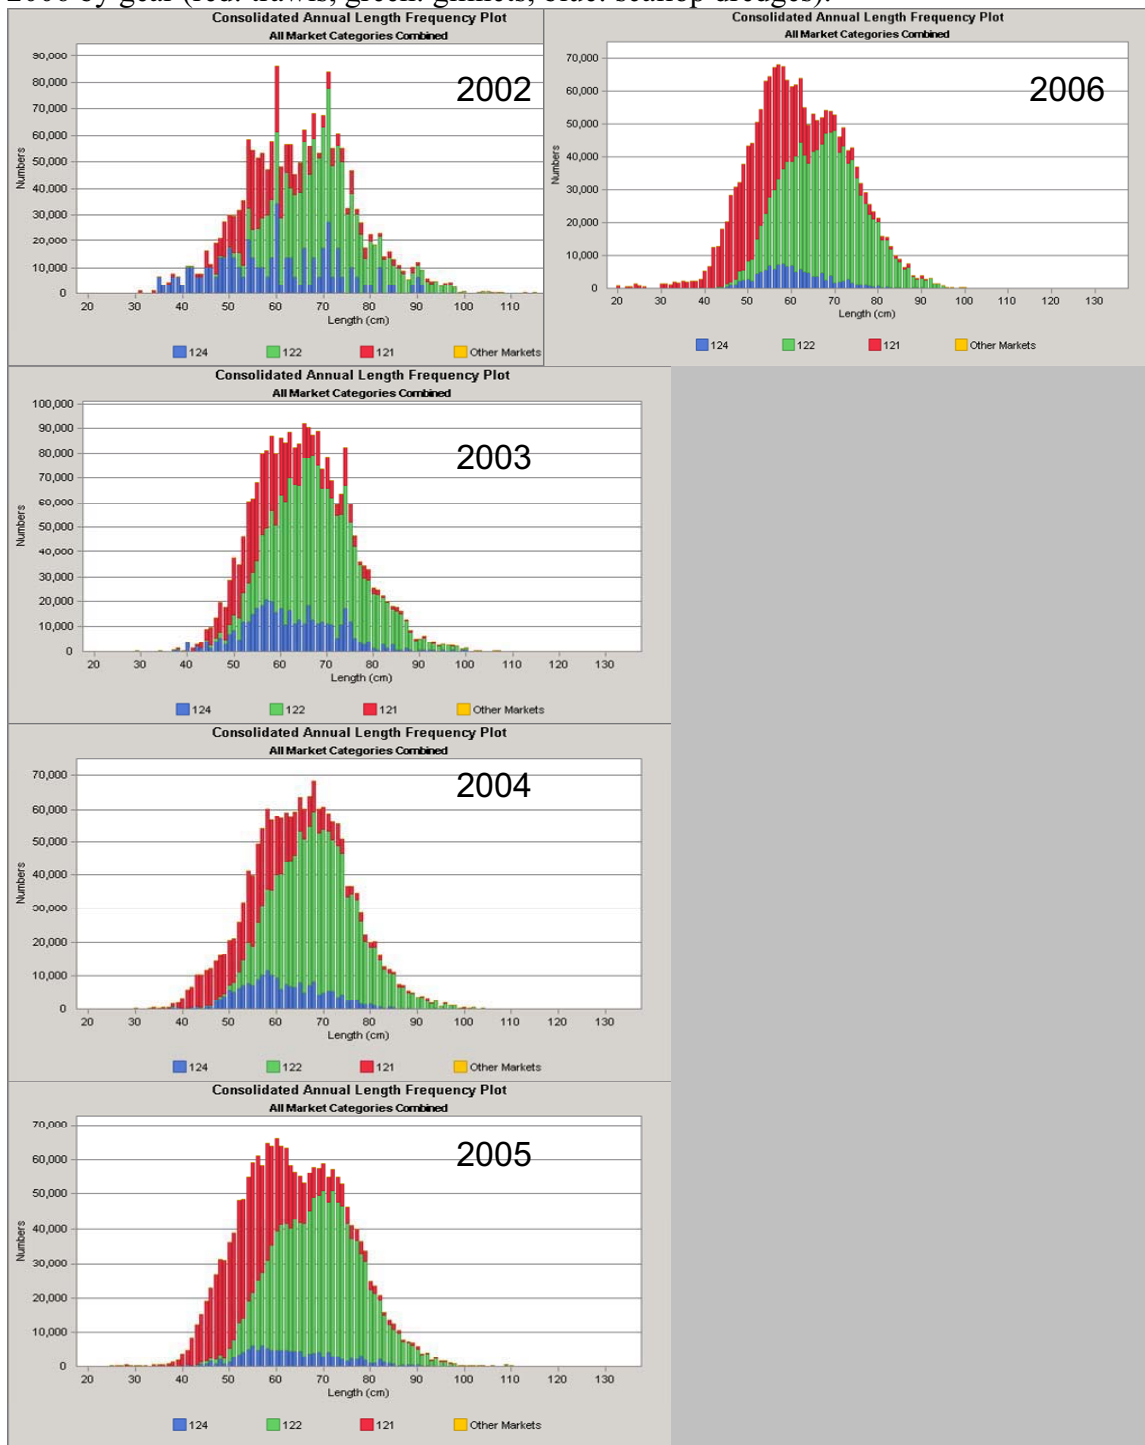 2006 by gear (red: trawls, green: gillnets, blue: scallop dredges).
Consolidated Annual Length Frequency Plot
All Market Categories Combined
2002
Numbers
90,000
80,000
70,000
60,000
50,000
40,000
30,000
20,000
10,000
0
20 30 40 50 60 70 80 90 100 110
Length (cm)
124 122 121 Other Markets
Consolidated Annual Length Frequency Plot
All Market Categories Combined
2006
Numbers
70,000
60,000
50,000
40,000
30,000
20,000
10,000
0
20 30 40 50 60 70 80 90 100 110 120 130
Length (cm)
124 122 121 Other Markets
Consolidated Annual Length Frequency Plot
All Market Categories Combined
2003
Numbers
100,000
90,000
80,000
70,000
60,000
50,000
40,000
30,000
20,000
10,000
0
20 30 40 50 60 70 80 90 100 110 120 130
Length (cm)
124 122 121 Other Markets
Consolidated Annual Length Frequency Plot
All Market Categories Combined
2004
Numbers
70,000
60,000
50,000
40,000
30,000
20,000
10,000
0
20 30 40 50 60 70 80 90 100 110 120 130
Length (cm)
124 122 121 Other Markets
Consolidated Annual Length Frequency Plot
All Market Categories Combined
2005
Numbers
70,000
60,000
50,000
40,000
30,000
20,000
10,000
0
20 30 40 50 60 70 80 90 100 110 120 130
Length (cm)
124 122 121 Other Markets